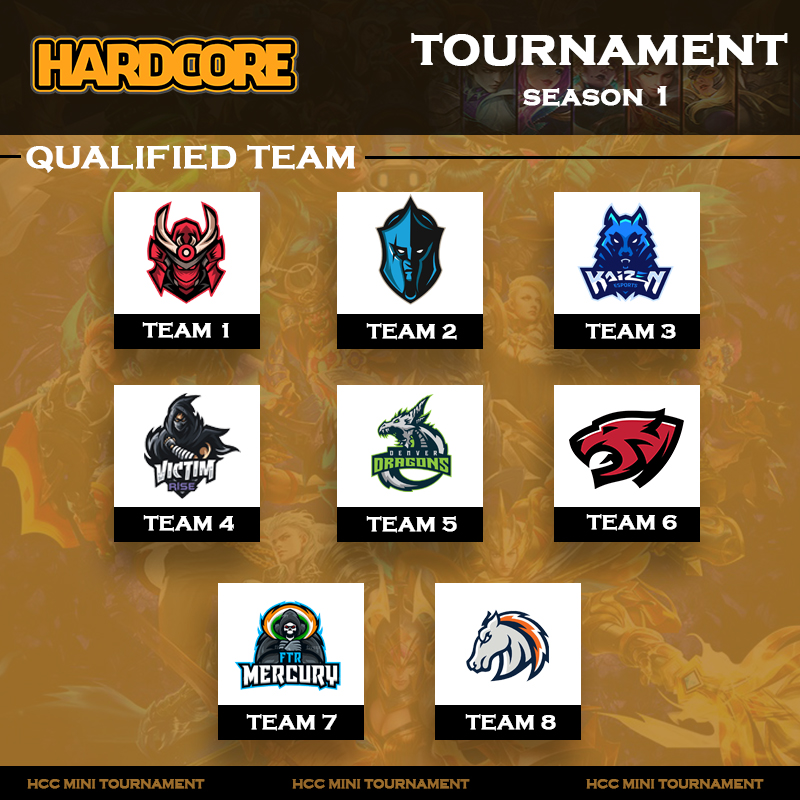 HARDCORE
TOURNAMENT
SEASON 1
QUALIFIED TEAM
TEAM 1
TEAM 2
KAIZEN
ESPORTS
TEAM 3
VICTIM
RISE
TEAM 4
DENVER
DRAGONS
TEAM 5
TEAM 6
FTR
MERCURY
TEAM 7
TEAM 8
HCC MINI TOURNAMENT HCC MINI TOURNAMENT HCC MINI TOURNAMENT